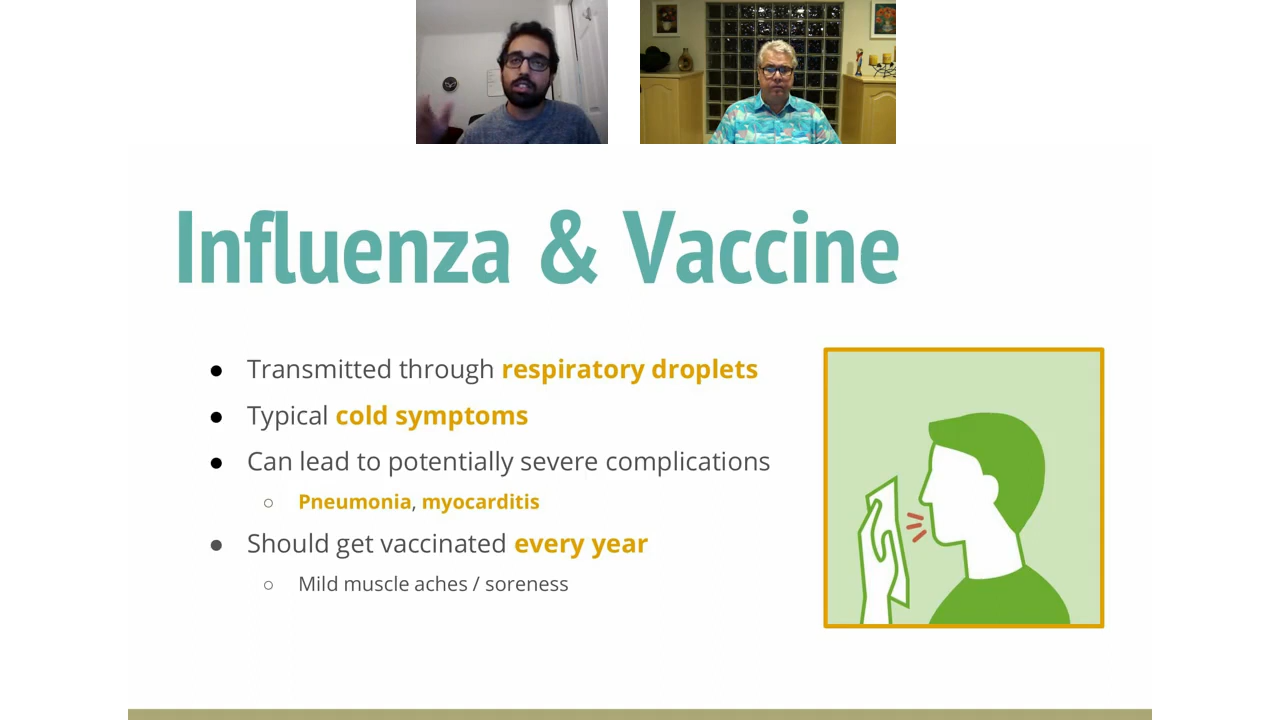 Influenza & Vaccine
● Transmitted through respiratory droplets
● Typical cold symptoms
● Can lead to potentially severe complications
○ Pneumonia, myocarditis
● Should get vaccinated every year
○ Mild muscle aches / soreness